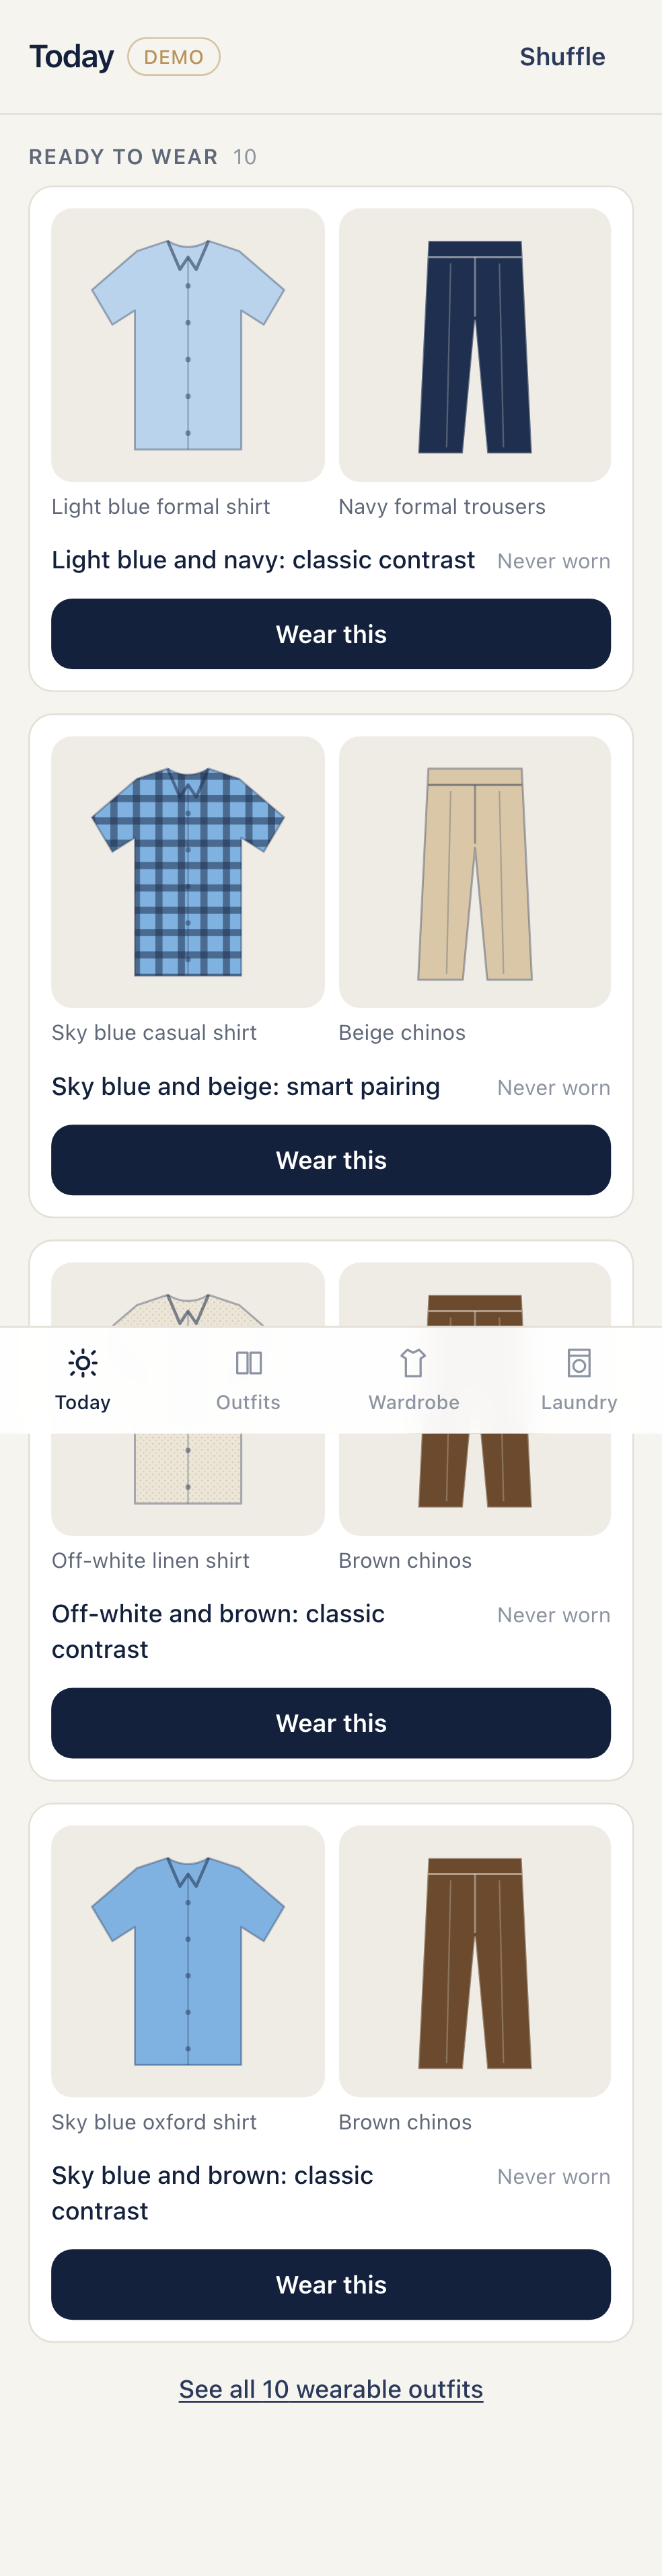 Today DEMO Shuffle
READY TO WEAR 10
Light blue formal shirt Navy formal trousers
Light blue and navy: classic contrast Never worn
Wear this
Sky blue casual shirt Beige chinos
Sky blue and beige: smart pairing Never worn
Wear this
Today Outfits Wardrobe Laundry
Off-white linen shirt Brown chinos
Off-white and brown: classic Never worn
contrast
Wear this
Sky blue oxford shirt Brown chinos
Sky blue and brown: classic Never worn
contrast
Wear this
See all 10 wearable outfits